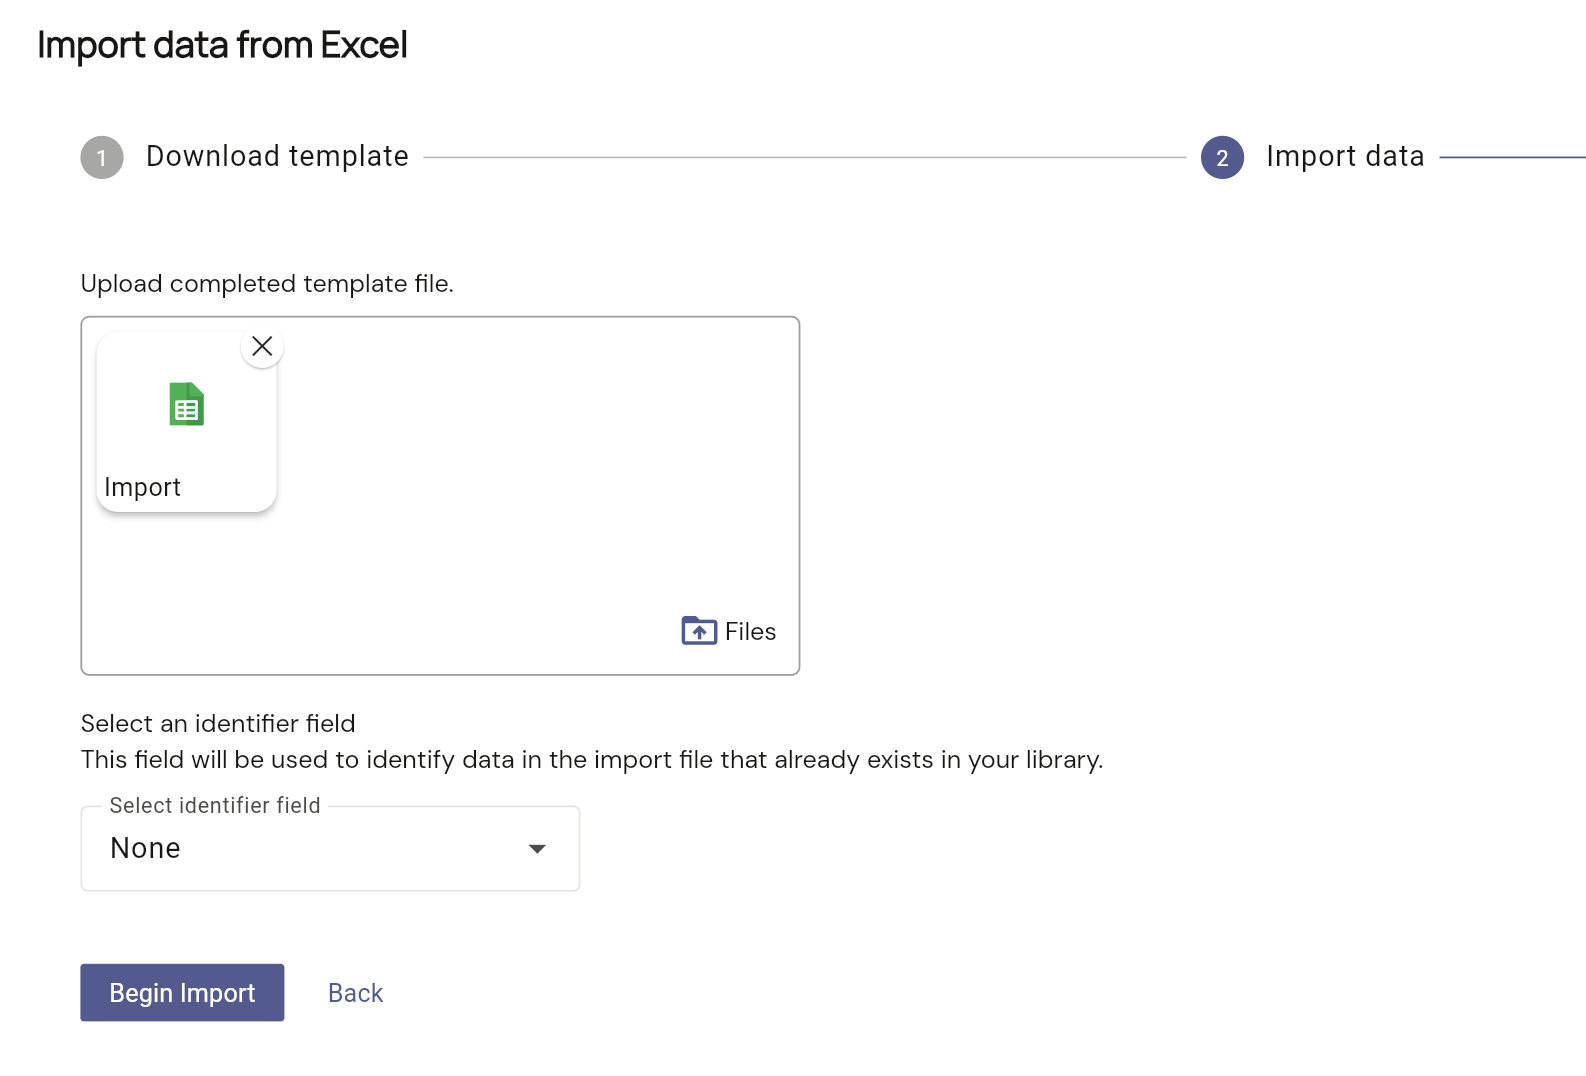 Import data from Excel
1 Download template 2 Import data
Upload completed template file.
Import
Files
Select an identifier field
This field will be used to identify data in the import file that already exists in your library.
Select identifier field
None
Begin Import Back